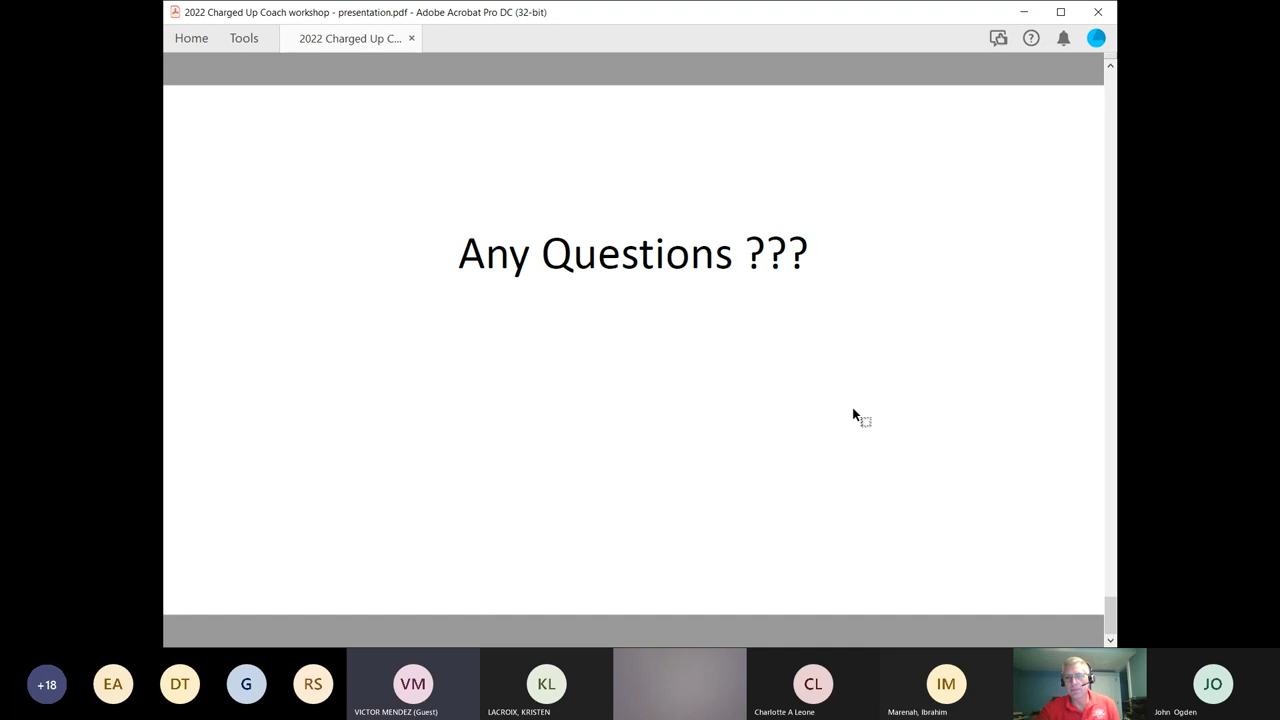 2022 Charged Up Coach workshop - presentation.pdf - Adobe Acrobat Pro DC (32-bit)
Home Tools 2022 Charged Up C...
Any Questions ???
+18 EA DT G RS VM KL CL IM JO
VICTOR MENDEZ (Guest) LACROIX, KRISTEN Charlotte A Leone Marenah, Ibrahim John Ogden